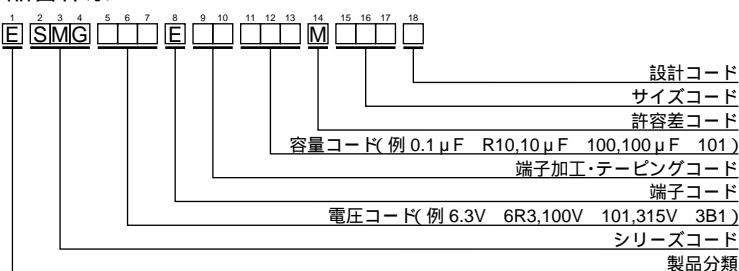 1 2 3 4 5 6 7 8 9 10 11 12 13 14 15 16 17 18
E SMG E M
設計コード
サイズコード
許容差コード
容量コード( 例 0.1μF R10,10μF 100,100μF 101 )
端子加工・テーピングコード
端子コード
電圧コード( 例 6.3V 6R3,100V 101,315V 3B1 )
シリーズコード
製品分類